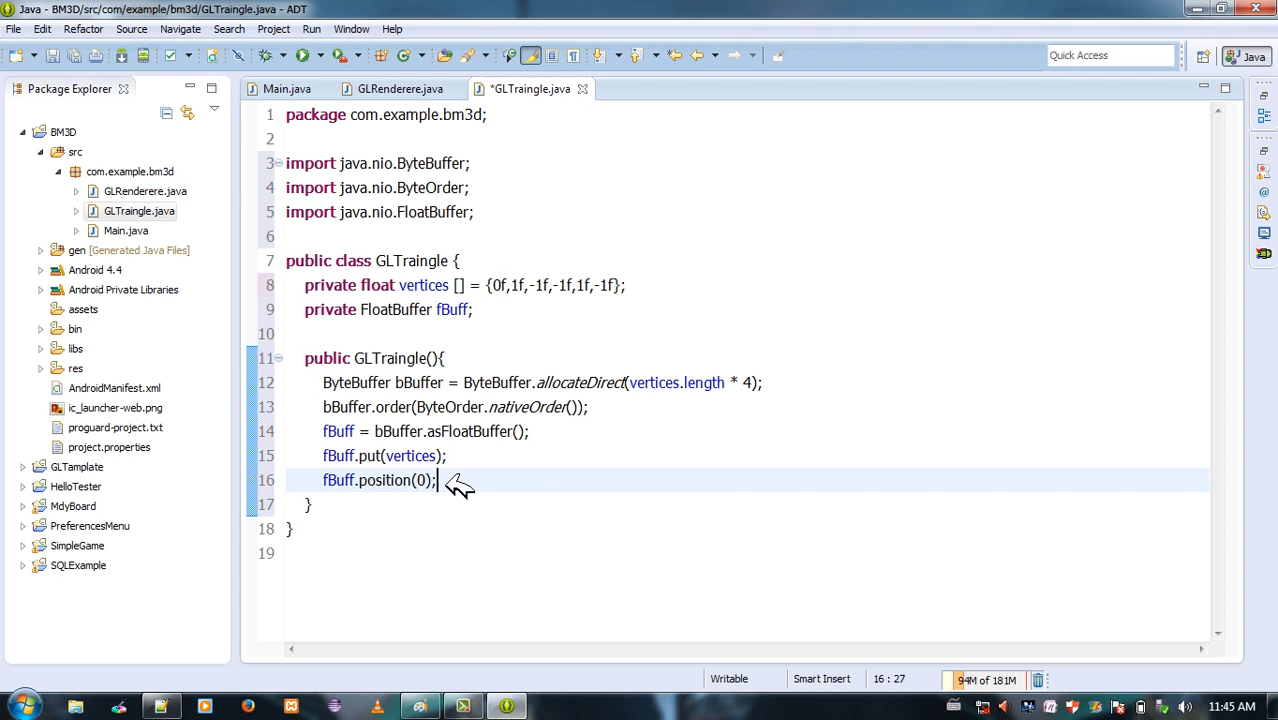 Java - BM3D/src/com/example/bm3d/GLTraingle.java - ADT
File Edit Refactor Source Navigate Search Project Run Window Help
Quick Access
Java
Package Explorer
Main.java
GLRenderere.java
*GLTraingle.java
BM3D
src
com.example.bm3d
GLRenderere.java
GLTraingle.java
Main.java
gen [Generated Java Files]
Android 4.4
Android Private Libraries
assets
bin
libs
res
AndroidManifest.xml
ic_launcher-web.png
proguard-project.txt
project.properties
GLTamplate
HelloTester
MdyBoard
PreferencesMenu
SimpleGame
SQLExample
1 package com.example.bm3d;
2
3 import java.nio.ByteBuffer;
4 import java.nio.ByteOrder;
5 import java.nio.FloatBuffer;
6
7 public class GLTraingle {
8 private float vertices [] = {0f,1f,-1f,-1f,1f,-1f};
9 private FloatBuffer fBuff;
10
11 public GLTraingle(){
12 ByteBuffer bBuffer = ByteBuffer.allocateDirect(vertices.length * 4);
13 bBuffer.order(ByteOrder.nativeOrder());
14 fBuff = bBuffer.asFloatBuffer();
15 fBuff.put(vertices);
16 fBuff.position(0);
17 }
18 }
19
Writable Smart Insert 16 : 27 94M of 181M
11:45 AM